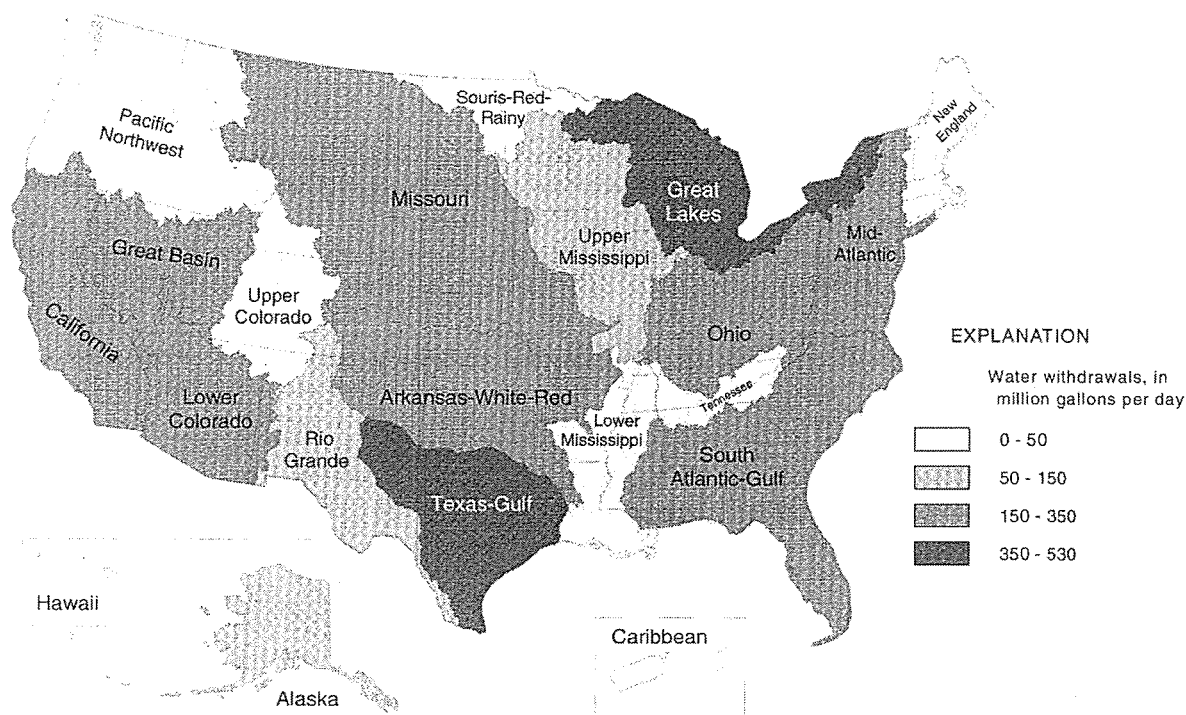 Pacific
Northwest
Souris-Red-
Rainy
New
England
Missouri
Great
Lakes
Great Basin
Upper
Mississippi
Mid-
Atlantic
Upper
Colorado
California
Ohio
Lower
Colorado
Arkansas-White-Red
Tennessee
Rio
Grande
Lower
Mississippi
South
Atlantic-Gulf
Texas-Gulf
Hawaii
Alaska
Caribbean
EXPLANATION
Water withdrawals, in
million gallons per day
0 - 50
50 - 150
150 - 350
350 - 530